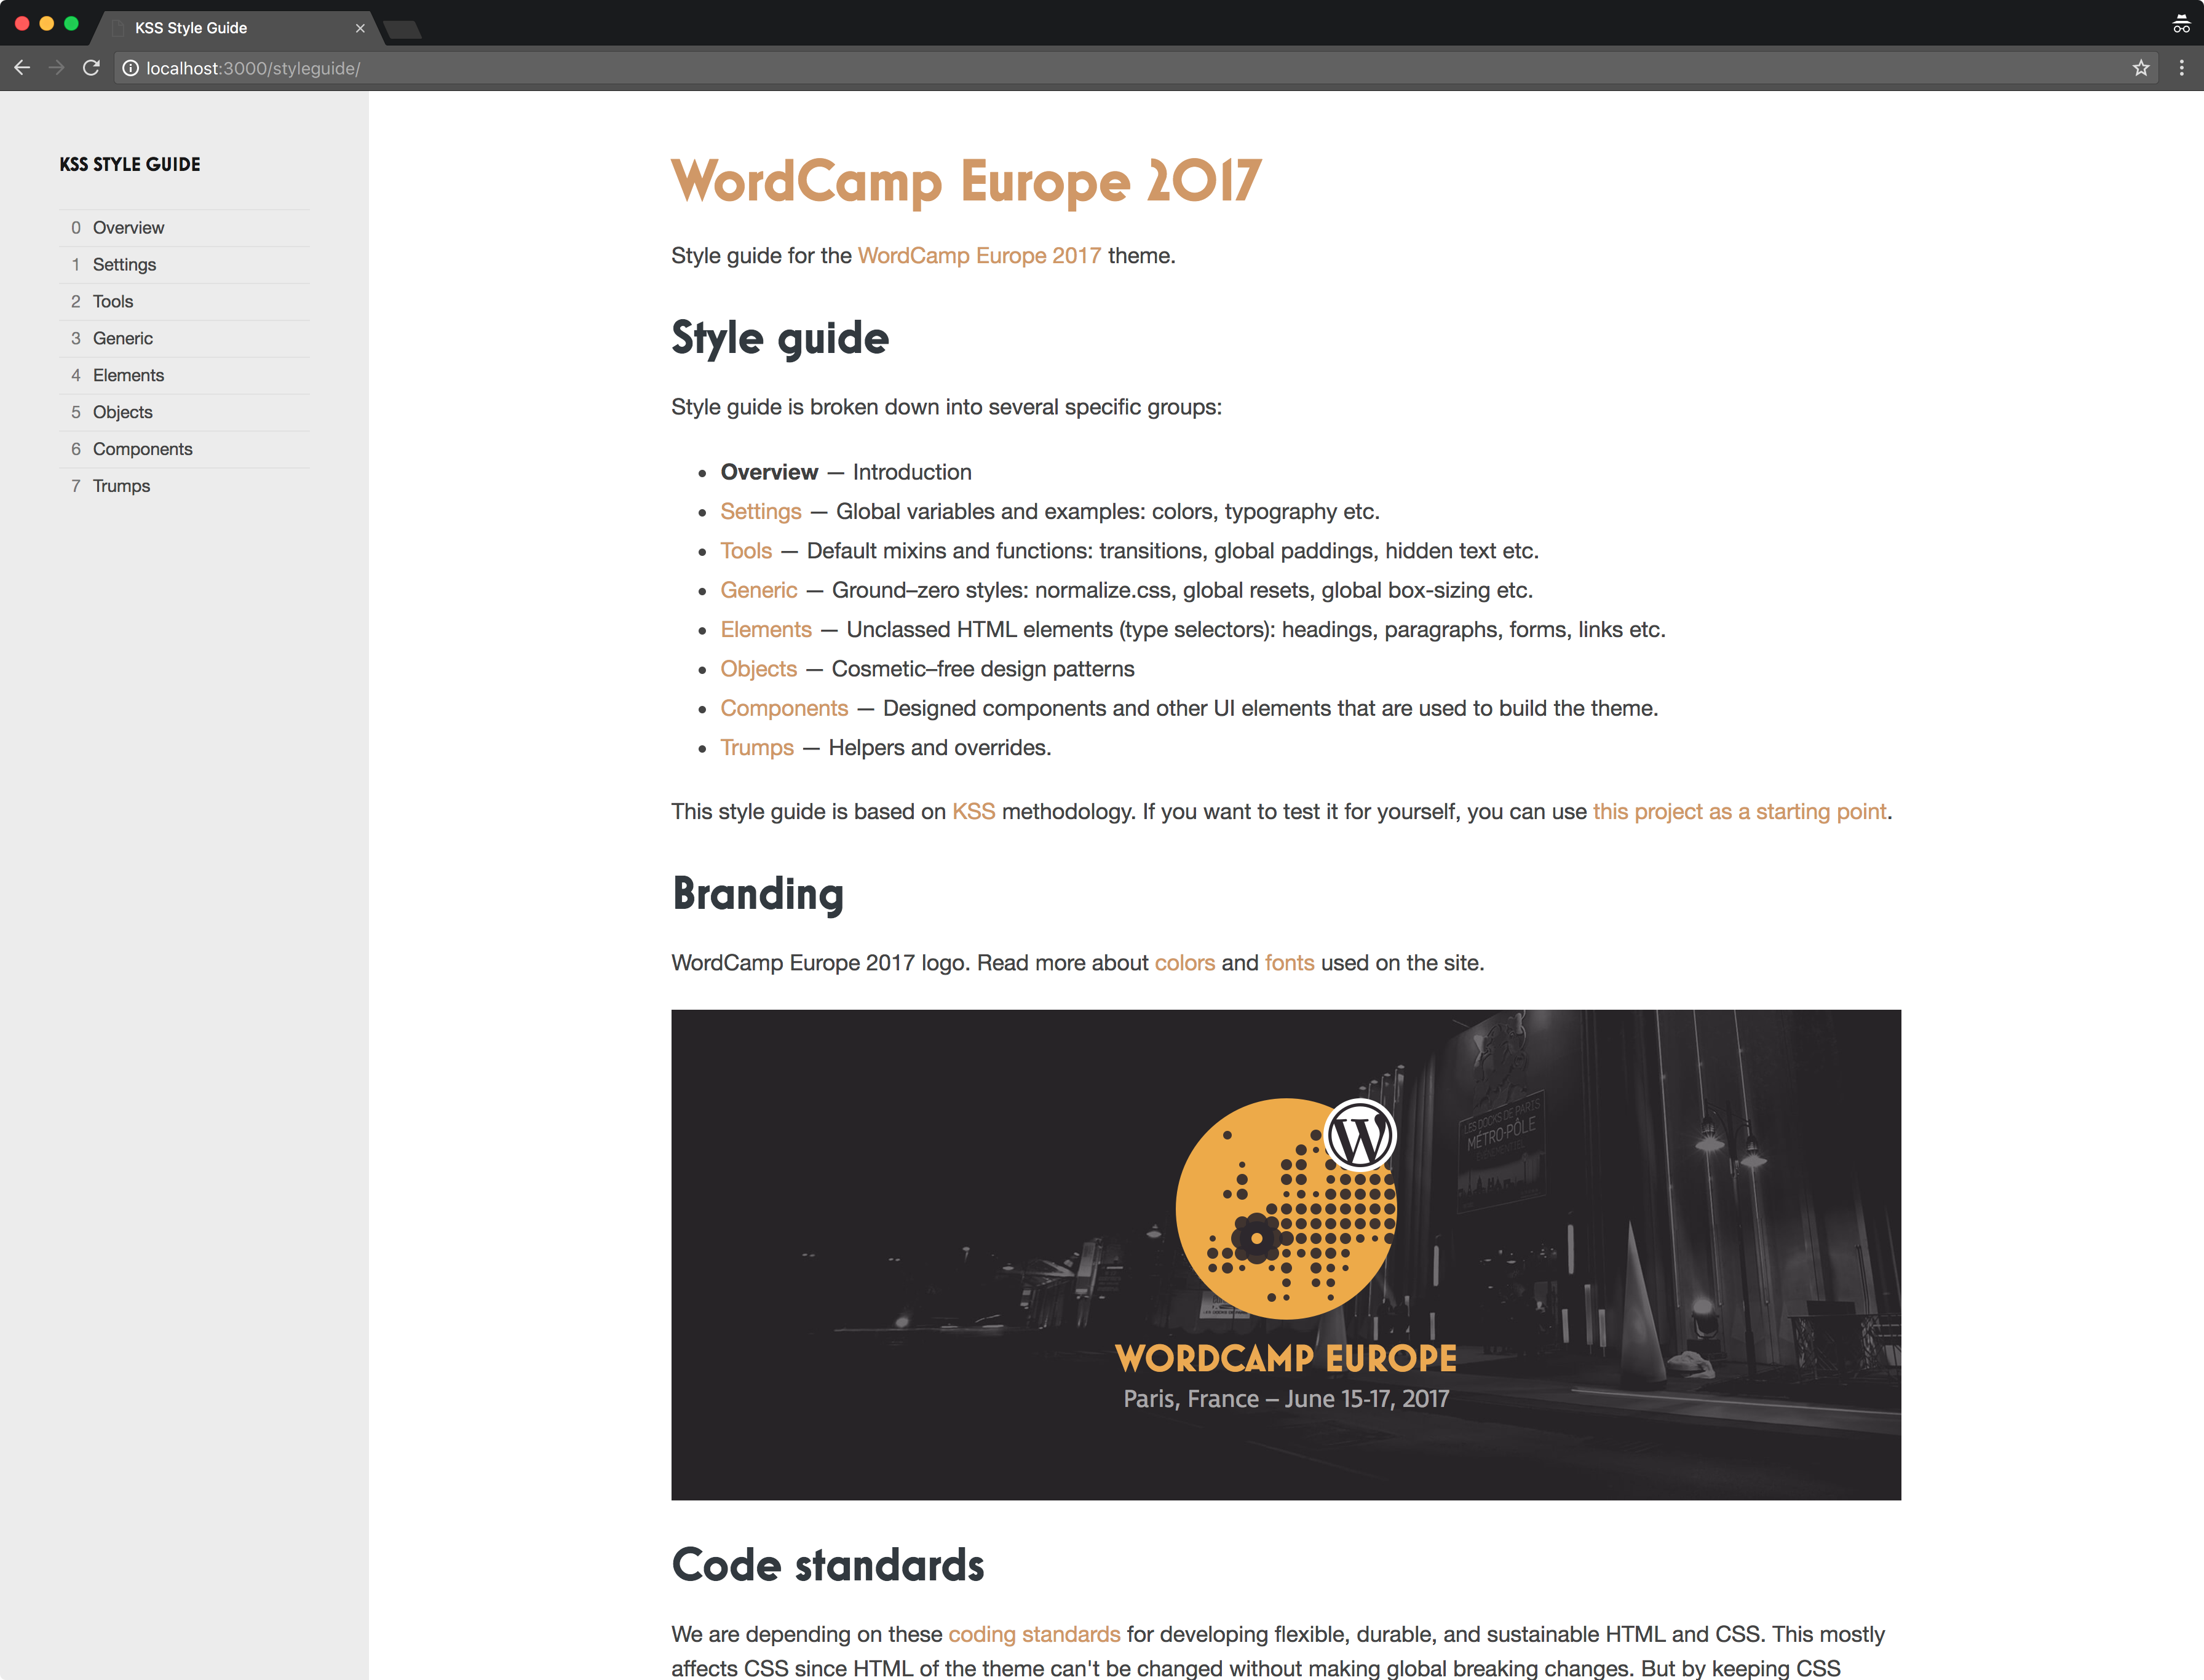 KSS Style Guide
localhost:3000/styleguide/
KSS STYLE GUIDE
0 Overview
1 Settings
2 Tools
3 Generic
4 Elements
5 Objects
6 Components
7 Trumps
WordCamp Europe 2017
Style guide for the WordCamp Europe 2017 theme.
Style guide
Style guide is broken down into several specific groups:
• Overview — Introduction
• Settings — Global variables and examples: colors, typography etc.
• Tools — Default mixins and functions: transitions, global paddings, hidden text etc.
• Generic — Ground–zero styles: normalize.css, global resets, global box-sizing etc.
• Elements — Unclassed HTML elements (type selectors): headings, paragraphs, forms, links etc.
• Objects — Cosmetic–free design patterns
• Components — Designed components and other UI elements that are used to build the theme.
• Trumps — Helpers and overrides.
This style guide is based on KSS methodology. If you want to test it for yourself, you can use this project as a starting point.
Branding
WordCamp Europe 2017 logo. Read more about colors and fonts used on the site.
LES DOCKS DE PARIS
MÉTRO-PÔLE
W
WORDCAMP EUROPE
Paris, France – June 15-17, 2017
Code standards
We are depending on these coding standards for developing flexible, durable, and sustainable HTML and CSS. This mostly
affects CSS since HTML of the theme can't be changed without making global breaking changes. But by keeping CSS